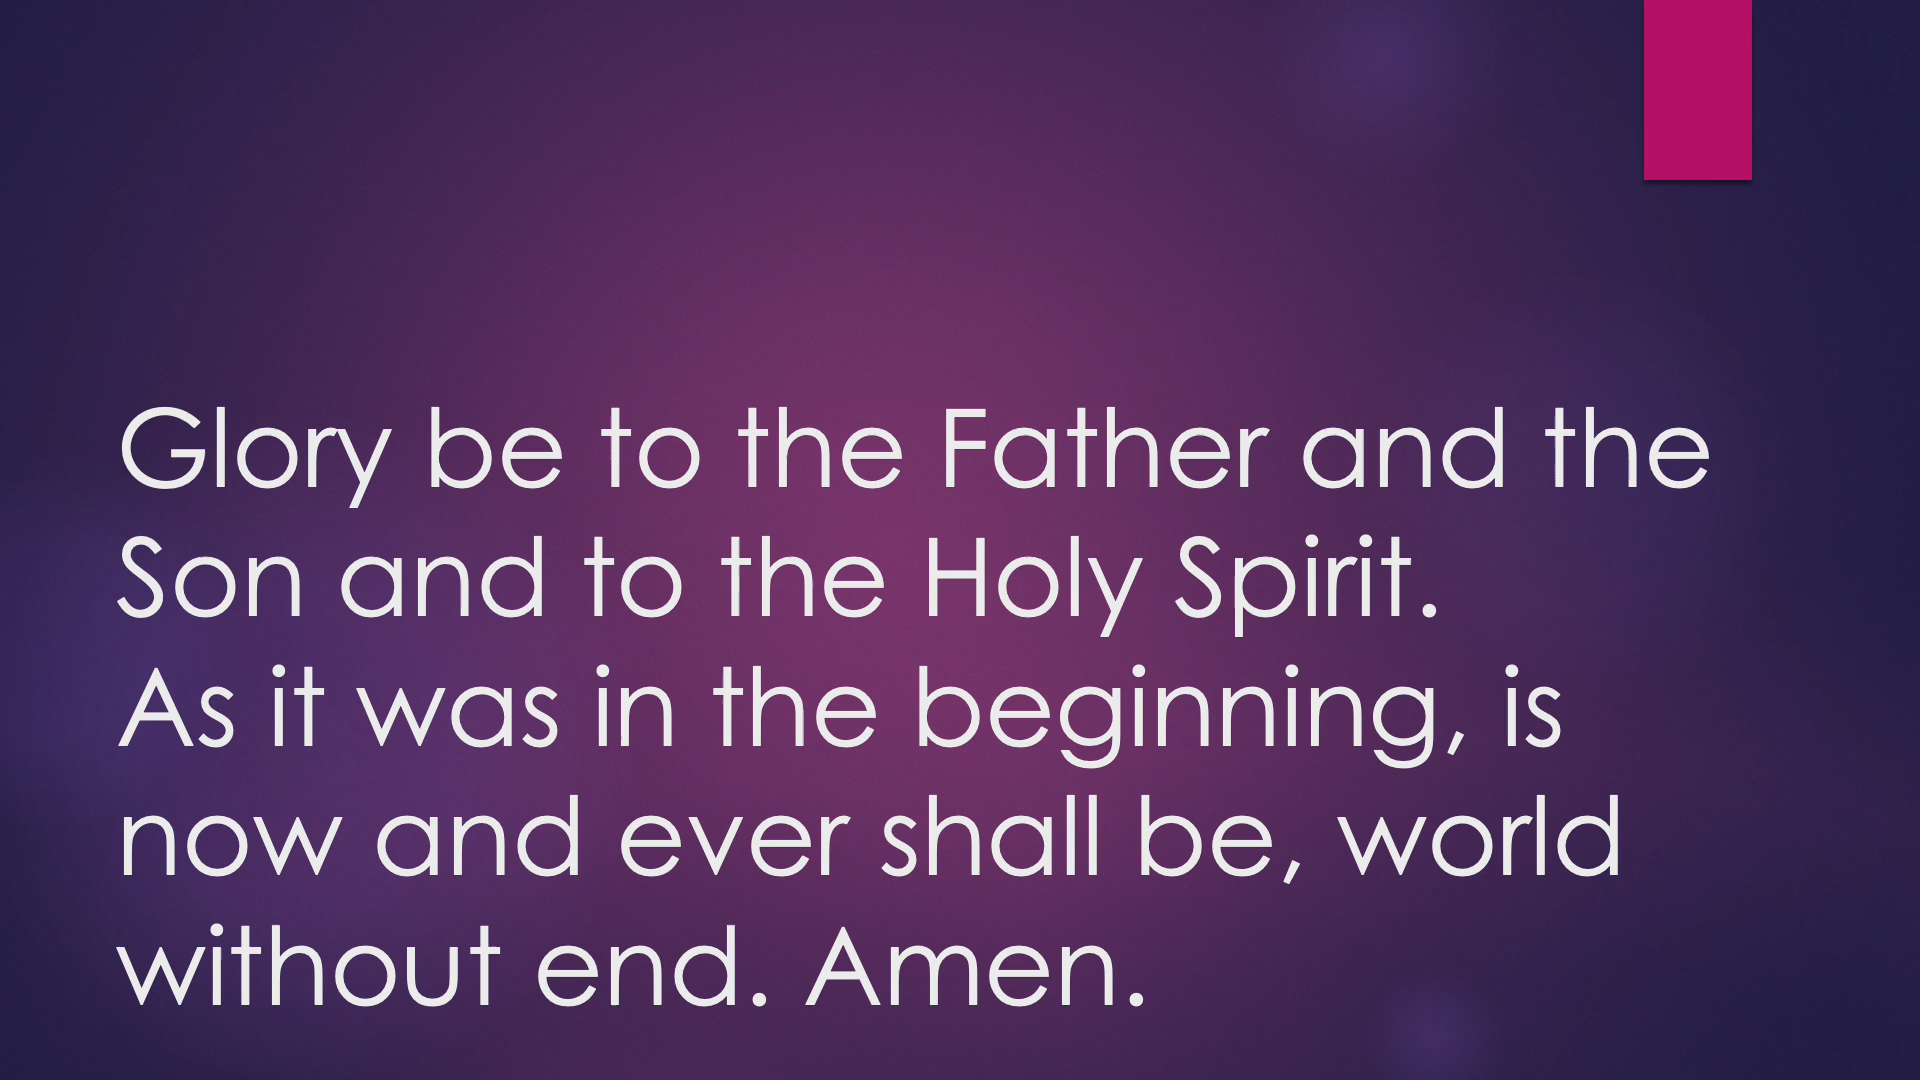 Glory be to the Father and the
Son and to the Holy Spirit.
As it was in the beginning, is
now and ever shall be, world
without end. Amen.